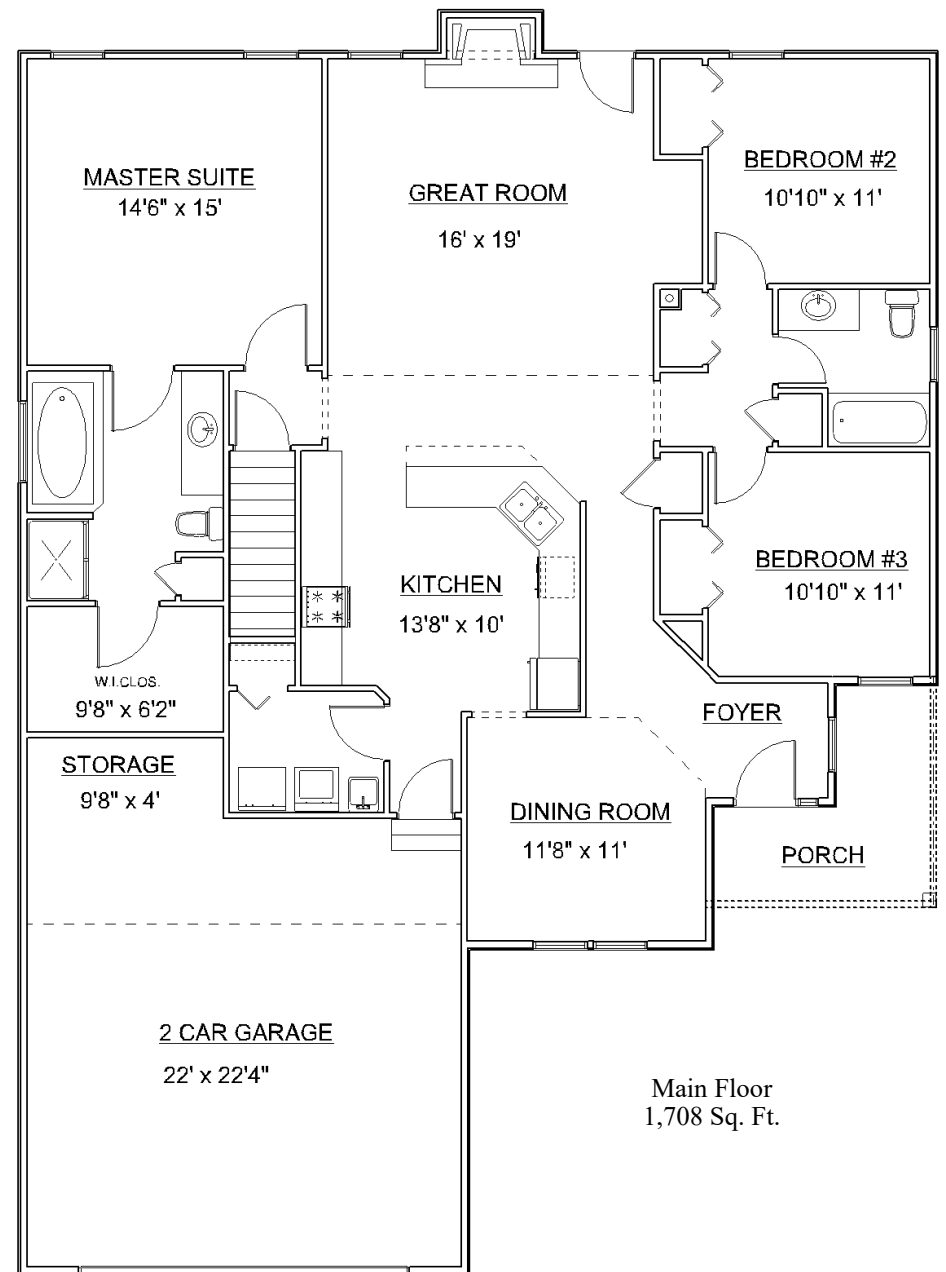 MASTER SUITE
14'6" x 15'
GREAT ROOM
16' x 19'
BEDROOM #2
10'10" x 11'
BEDROOM #3
10'10" x 11'
KITCHEN
13'8" x 10'
W.I.CLOS.
9'8" x 6'2"
FOYER
STORAGE
9'8" x 4'
DINING ROOM
11'8" x 11'
PORCH
2 CAR GARAGE
22' x 22'4"
Main Floor
1,708 Sq. Ft.